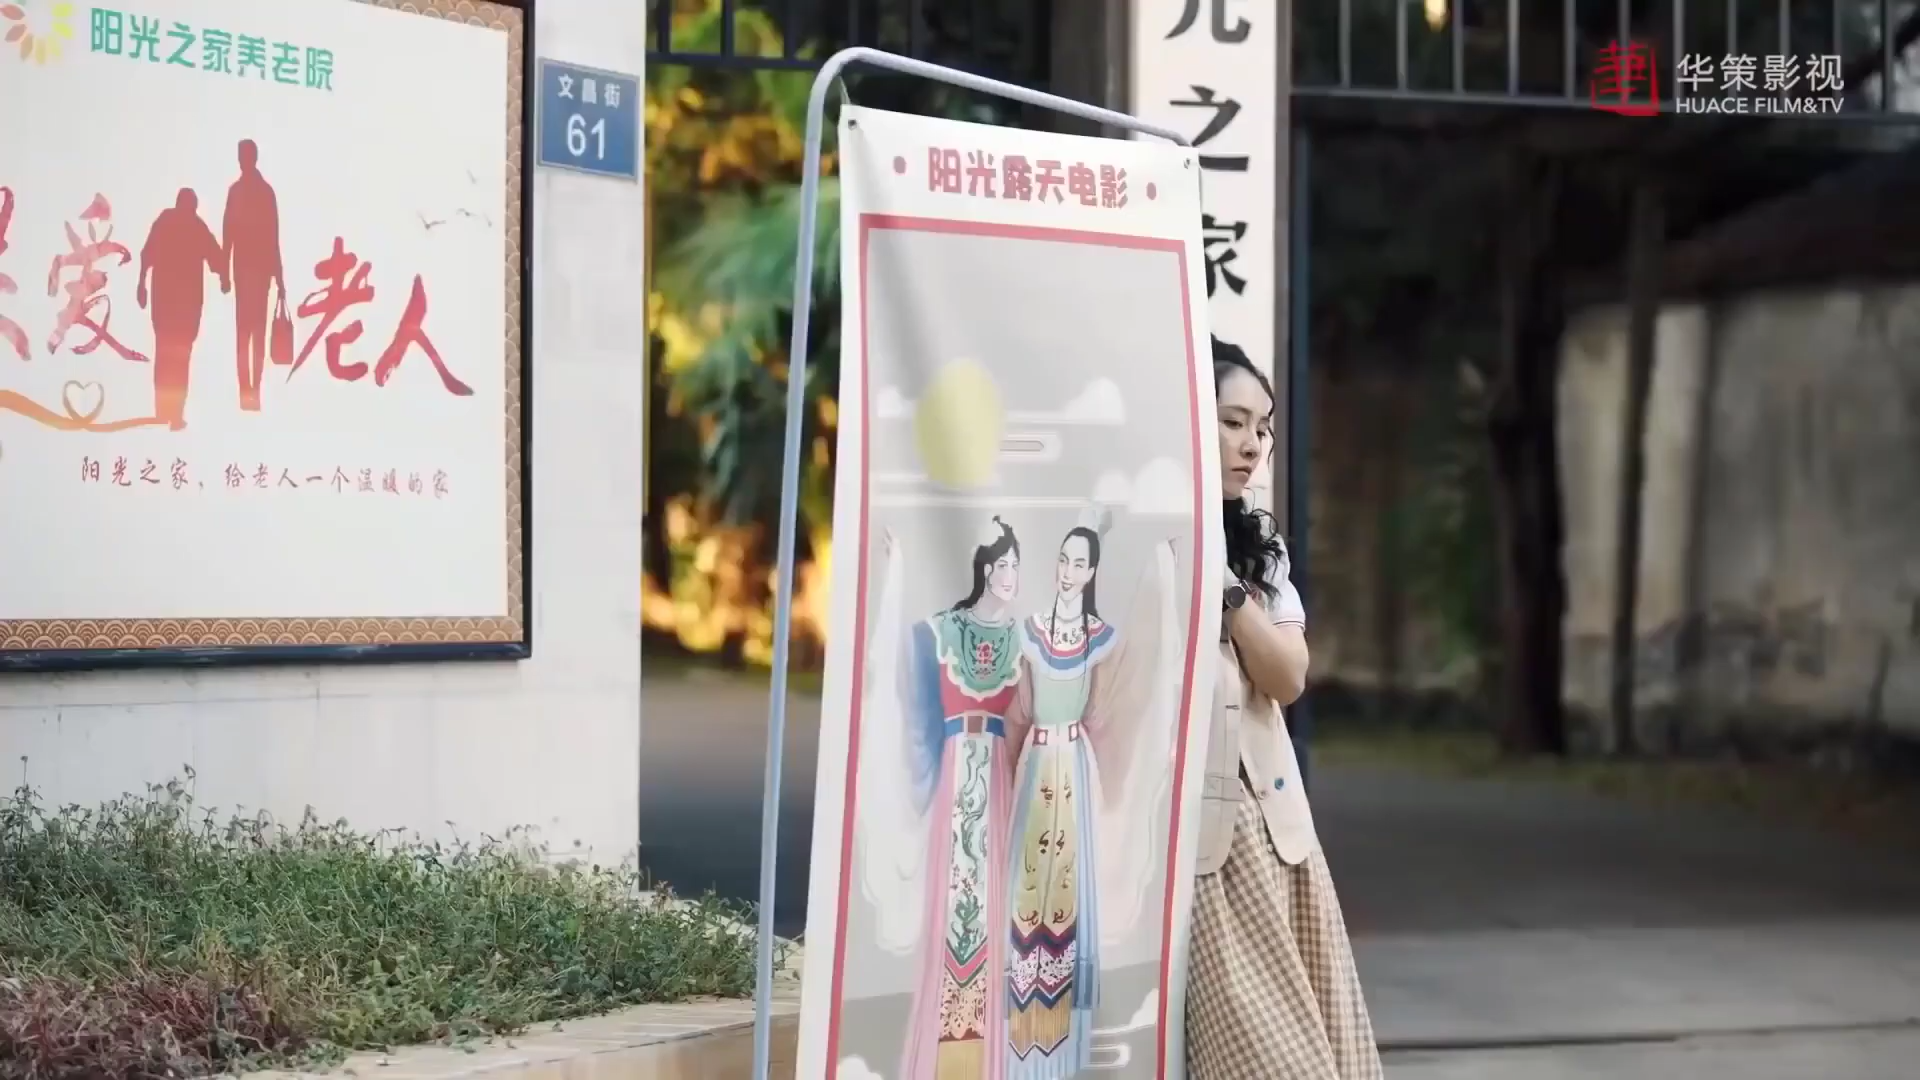 阳光之家养老院
爱老人
阳光之家，给老人一个温暖的家
文昌街
61
·阳光露天电影·
光之家
華
华策影视
HUACE FILM&TV